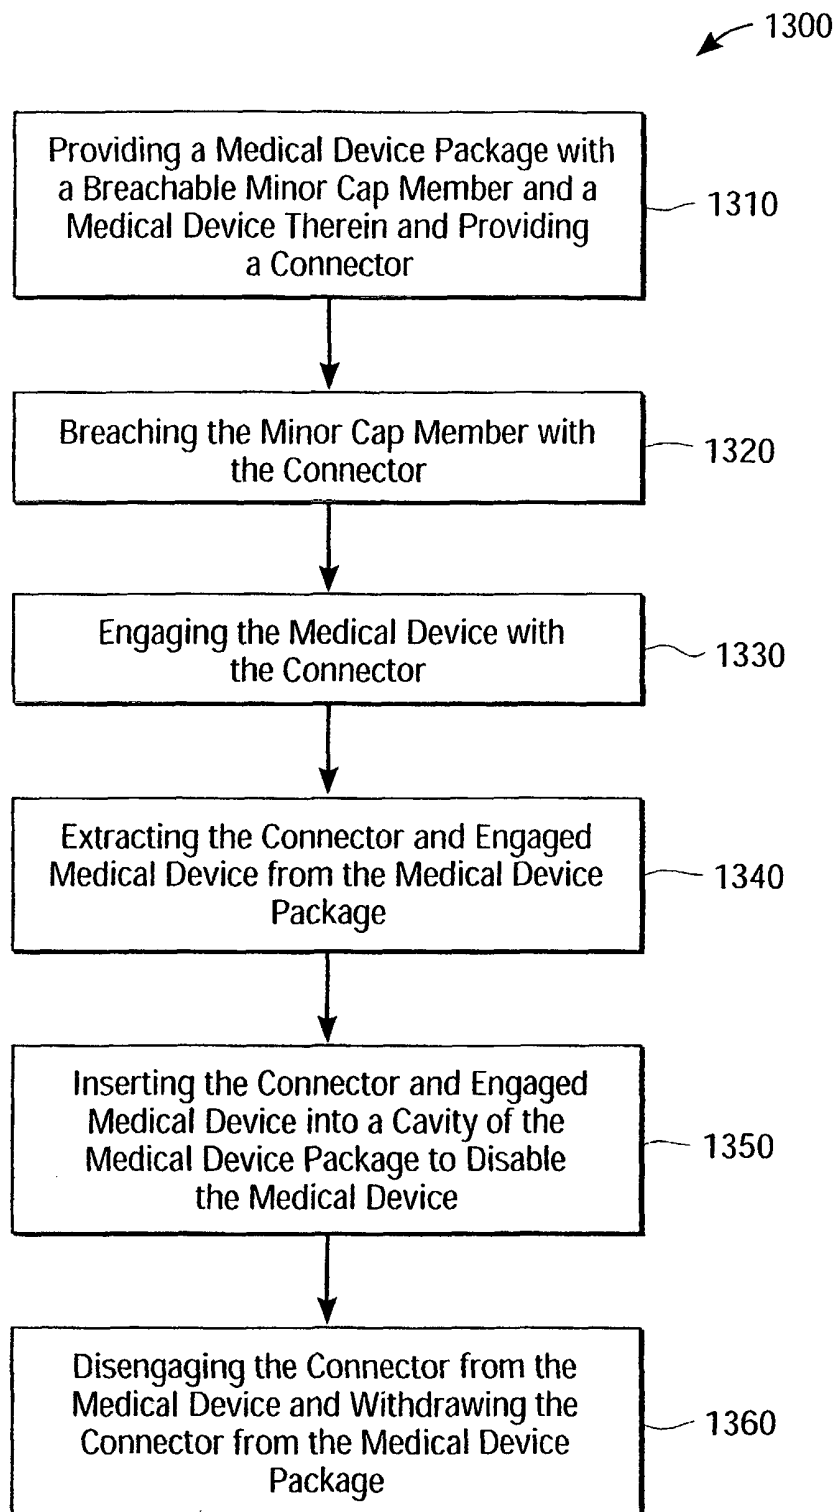 1300
Providing a Medical Device Package with
a Breachable Minor Cap Member and a
Medical Device Therein and Providing
a Connector
1310
Breaching the Minor Cap Member with
the Connector
1320
Engaging the Medical Device with
the Connector
1330
Extracting the Connector and Engaged
Medical Device from the Medical Device
Package
1340
Inserting the Connector and Engaged
Medical Device into a Cavity of the
Medical Device Package to Disable
the Medical Device
1350
Disengaging the Connector from the
Medical Device and Withdrawing the
Connector from the Medical Device
Package
1360